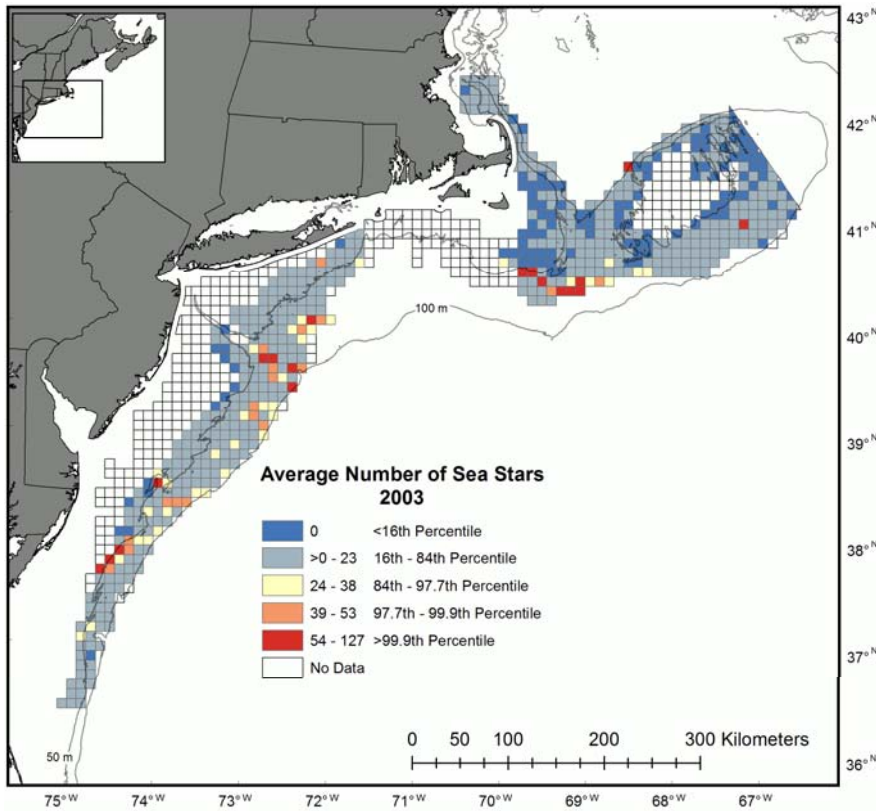 43°N
42°N
41°N
40°N
39°N
38°N
37°N
36°N
100 m
Average Number of Sea Stars
2003
0 <16th Percentile
>0 - 23 16th - 84th Percentile
24 - 38 84th - 97.7th Percentile
39 - 53 97.7th - 99.9th Percentile
54 - 127 >99.9th Percentile
No Data
0 50 100 200 300 Kilometers
50 m
75°W 74°W 73°W 72°W 71°W 70°W 69°W 68°W 67°W